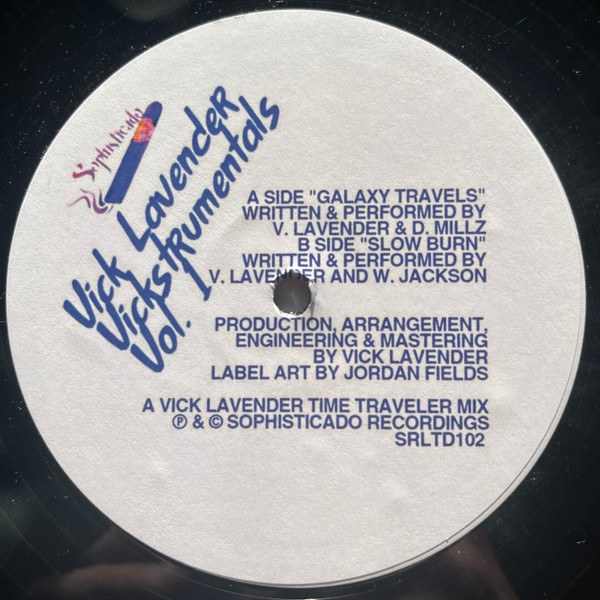 Sophisticado
Vick Lavender
VicksTRumentals
Vol. 1
A SIDE "GALAXY TRAVELS"
WRITTEN & PERFORMED BY
V. LAVENDER & D. MILLZ
B SIDE "SLOW BURN"
WRITTEN & PERFORMED BY
V. LAVENDER AND W. JACKSON
PRODUCTION, ARRANGEMENT,
ENGINEERING & MASTERING
BY VICK LAVENDER
LABEL ART BY JORDAN FIELDS
A VICK LAVENDER TIME TRAVELER MIX
℗ & © SOPHISTICADO RECORDINGS
SRLTD102